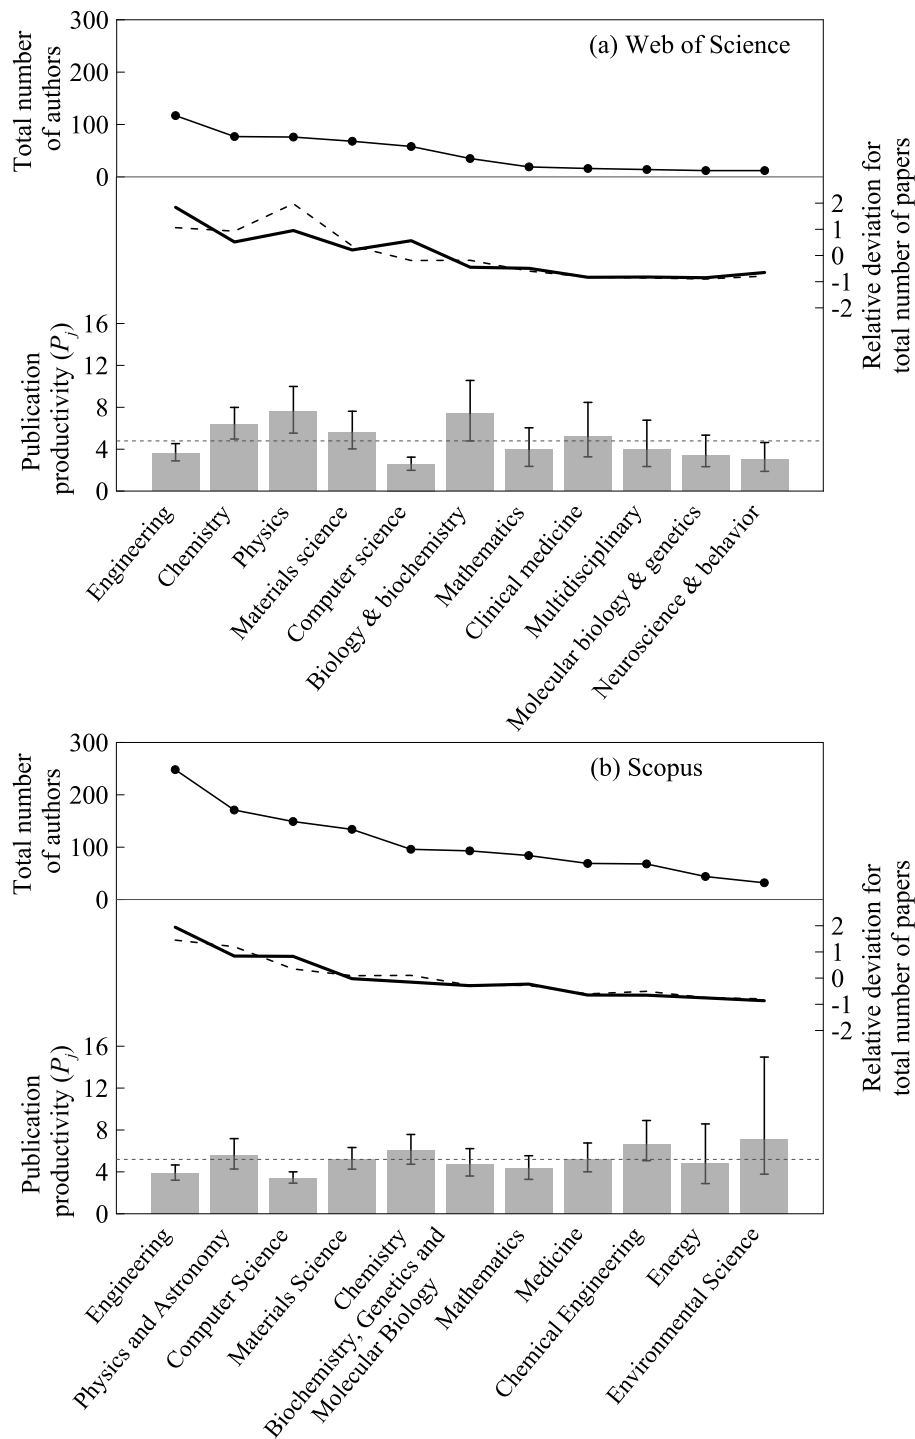 (a) Web of Science
Total number
of authors
300
200
100
0
Relative deviation for
total number of papers
2
1
0
-1
-2
Publication
productivity (Pj)
16
12
8
4
0
Engineering
Chemistry
Physics
Materials science
Computer science
Biology & biochemistry
Mathematics
Clinical medicine
Multidisciplinary
Molecular biology & genetics
Neuroscience & behavior
(b) Scopus
Total number
of authors
300
200
100
0
Relative deviation for
total number of papers
2
1
0
-1
-2
Publication
productivity (Pj)
16
12
8
4
0
Engineering
Physics and Astronomy
Computer Science
Materials Science
Chemistry
Biochemistry, Genetics and
Molecular Biology
Mathematics
Medicine
Chemical Engineering
Energy
Environmental Science